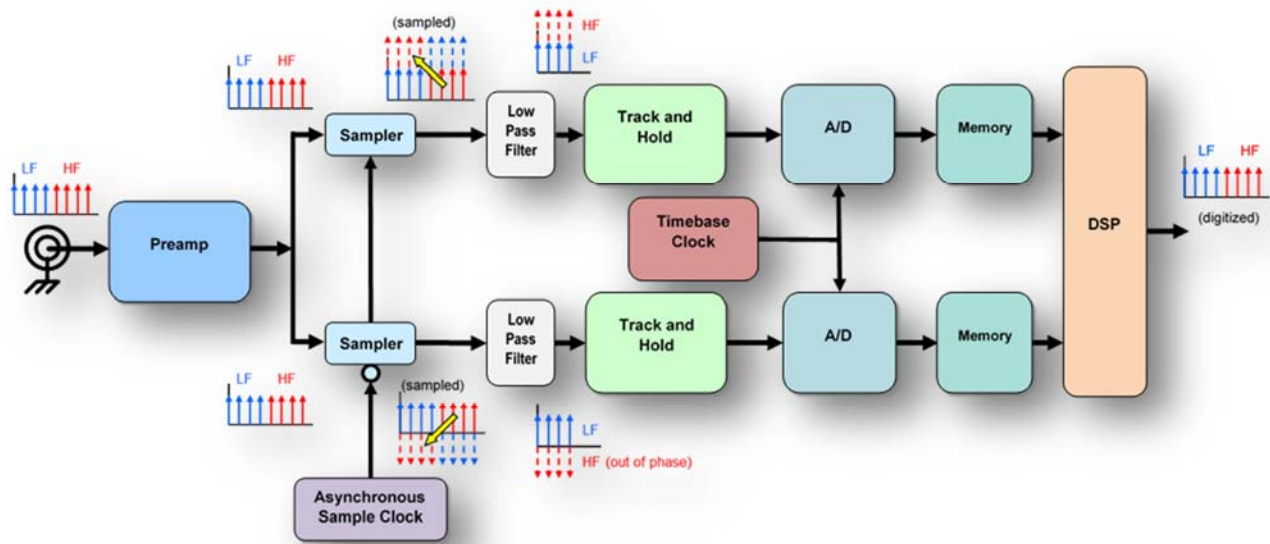 (sampled)
HF
LF
LF HF
Sampler
Low
Pass
Filter
Track and
Hold
A/D
Memory
LF HF
Preamp
Timebase
Clock
DSP
LF HF
(digitized)
Sampler
Low
Pass
Filter
Track and
Hold
A/D
Memory
LF HF
(sampled)
LF
HF (out of phase)
Asynchronous
Sample Clock